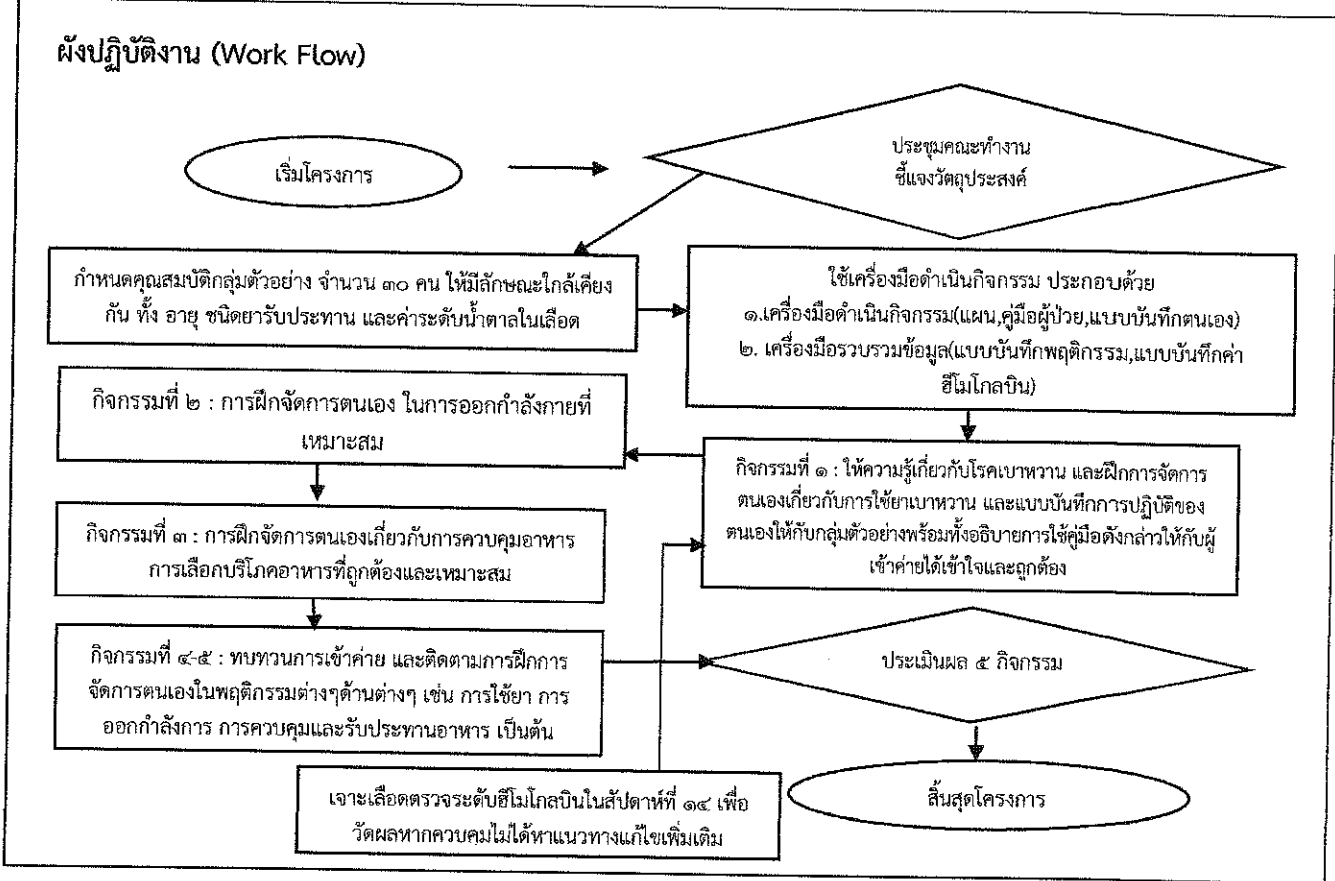 ผังปฏิบัติงาน (Work Flow)
เริ่มโครงการ
ประชุมคณะทำงาน
ชี้แจงวัตถุประสงค์
กำหนดคุณสมบัติกลุ่มตัวอย่าง จำนวน ๓๐ คน ให้มีลักษณะใกล้เคียง
กัน ทั้ง อายุ ชนิดยารับประทาน และค่าระดับน้ำตาลในเลือด
ใช้เครื่องมือดำเนินกิจกรรม ประกอบด้วย
๑.เครื่องมือดำเนินกิจกรรม(แผน,คู่มือผู้ป่วย,แบบบันทึกตนเอง)
๒. เครื่องมือรวบรวมข้อมูล(แบบบันทึกพฤติกรรม,แบบบันทึกค่า
ฮีโมโกลบิน)
กิจกรรมที่ ๑ : ให้ความรู้เกี่ยวกับโรคเบาหวาน และฝึกการจัดการ
ตนเองเกี่ยวกับการใช้ยาเบาหวาน และแบบบันทึกการปฏิบัติของ
ตนเองให้กับกลุ่มตัวอย่างพร้อมทั้งอธิบายการใช้คู่มือดังกล่าวให้กับผู้
เข้าค่ายได้เข้าใจและถูกต้อง
กิจกรรมที่ ๒ : การฝึกจัดการตนเอง ในการออกกำลังกายที่
เหมาะสม
กิจกรรมที่ ๓ : การฝึกจัดการตนเองเกี่ยวกับการควบคุมอาหาร
การเลือกบริโภคอาหารที่ถูกต้องและเหมาะสม
กิจกรรมที่ ๔-๕ : ทบทวนการเข้าค่าย และติดตามการฝึกการ
จัดการตนเองในพฤติกรรมต่างๆด้านต่างๆ เช่น การใช้ยา การ
ออกกำลังการ การควบคุมและรับประทานอาหาร เป็นต้น
ประเมินผล ๕ กิจกรรม
เจาะเลือดตรวจระดับฮีโมโกลบินในสัปดาห์ที่ ๑๔ เพื่อ
วัดผลหากควบคุมไม่ได้หาแนวทางแก้ไขเพิ่มเติม
สิ้นสุดโครงการ